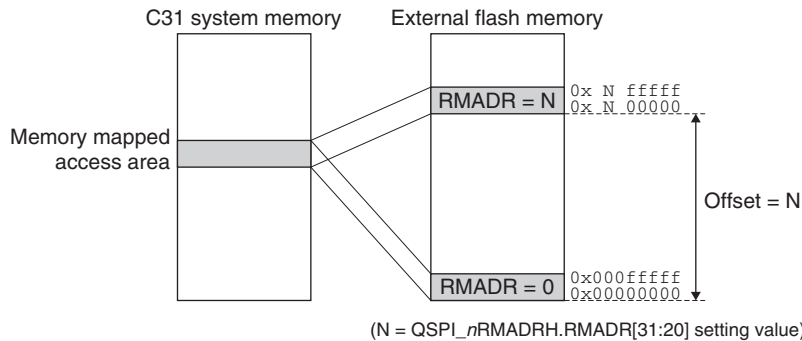 C31 system memory
External flash memory
RMADR = N
0x N fffff
0x N 00000
Memory mapped
access area
Offset = N
RMADR = 0
0x000fffff
0x00000000
(N = QSPI_nRMADRH.RMADR[31:20] setting value)